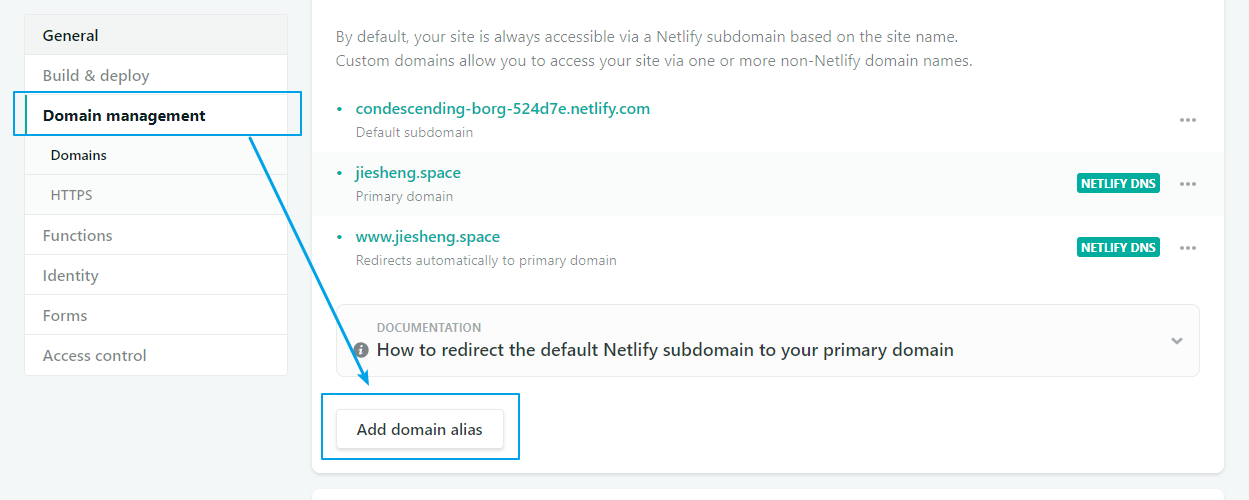 General
Build & deploy
Domain management
Domains
HTTPS
Functions
Identity
Forms
Access control
By default, your site is always accessible via a Netlify subdomain based on the site name.
Custom domains allow you to access your site via one or more non-Netlify domain names.
• condescending-borg-524d7e.netlify.com
Default subdomain
• jiesheng.space
Primary domain
NETLIFY DNS
• www.jiesheng.space
Redirects automatically to primary domain
NETLIFY DNS
DOCUMENTATION
How to redirect the default Netlify subdomain to your primary domain
Add domain alias